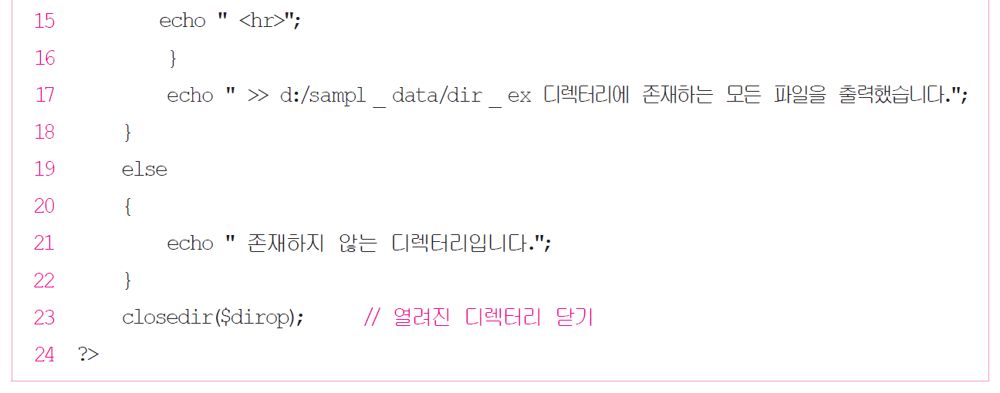 15 echo " <hr>";
16 }
17 echo " >> d:/sampl _ data/dir _ ex 디렉터리에 존재하는 모든 파일을 출력했습니다.";
18 }
19 else
20 {
21 echo " 존재하지 않는 디렉터리입니다.";
22 }
23 closedir($dirop); // 열려진 디렉터리 닫기
24 ?>